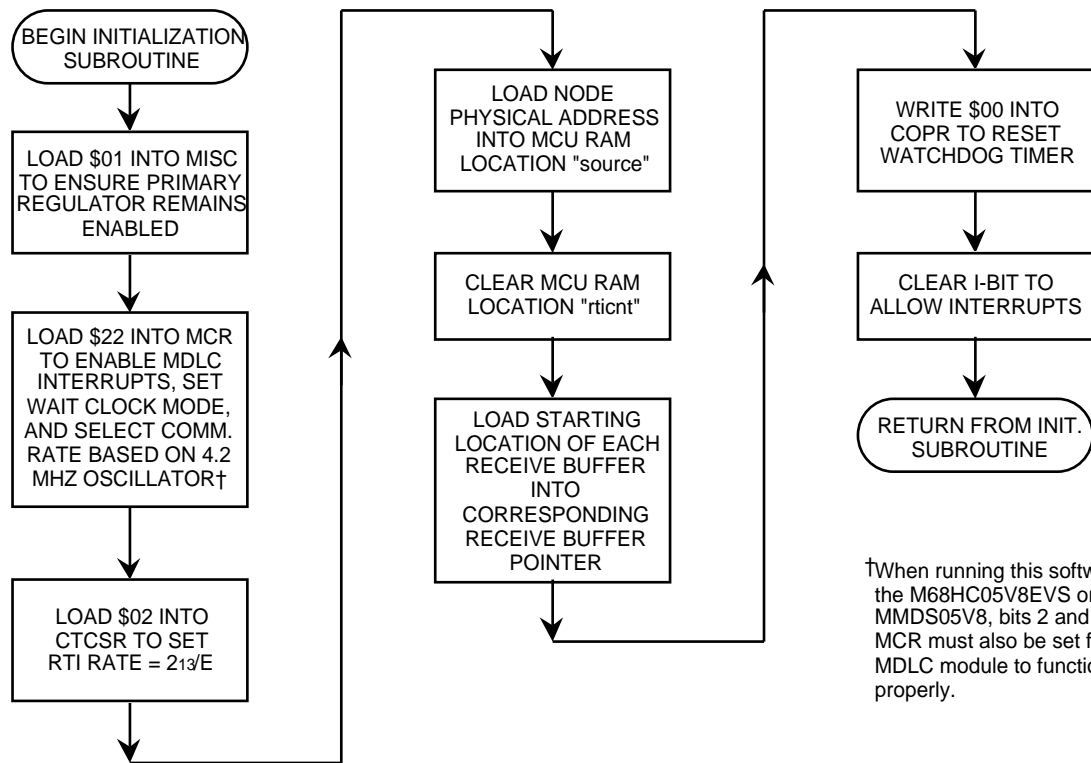 BEGIN INITIALIZATION
SUBROUTINE
LOAD $01 INTO MISC
TO ENSURE PRIMARY
REGULATOR REMAINS
ENABLED
LOAD $22 INTO MCR
TO ENABLE MDLC
INTERRUPTS, SET
WAIT CLOCK MODE,
AND SELECT COMM.
RATE BASED ON 4.2
MHZ OSCILLATOR†
LOAD $02 INTO
CTCSR TO SET
RTI RATE = 213/E
LOAD NODE
PHYSICAL ADDRESS
INTO MCU RAM
LOCATION "source"
CLEAR MCU RAM
LOCATION "rticnt"
LOAD STARTING
LOCATION OF EACH
RECEIVE BUFFER
INTO
CORRESPONDING
RECEIVE BUFFER
POINTER
WRITE $00 INTO
COPR TO RESET
WATCHDOG TIMER
CLEAR I-BIT TO
ALLOW INTERRUPTS
RETURN FROM INIT.
SUBROUTINE
†When running this softw
the M68HC05V8EVS or
MMDS05V8, bits 2 and
MCR must also be set f
MDLC module to functio
properly.